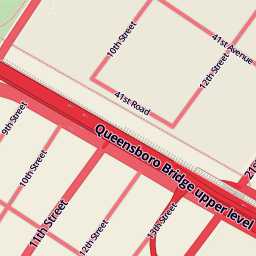 10th Street
41st Avenue
12th Street
41st Road
9th Street
Queensboro Bridge upper level
10th Street
11th Street
12th Street
13th Street